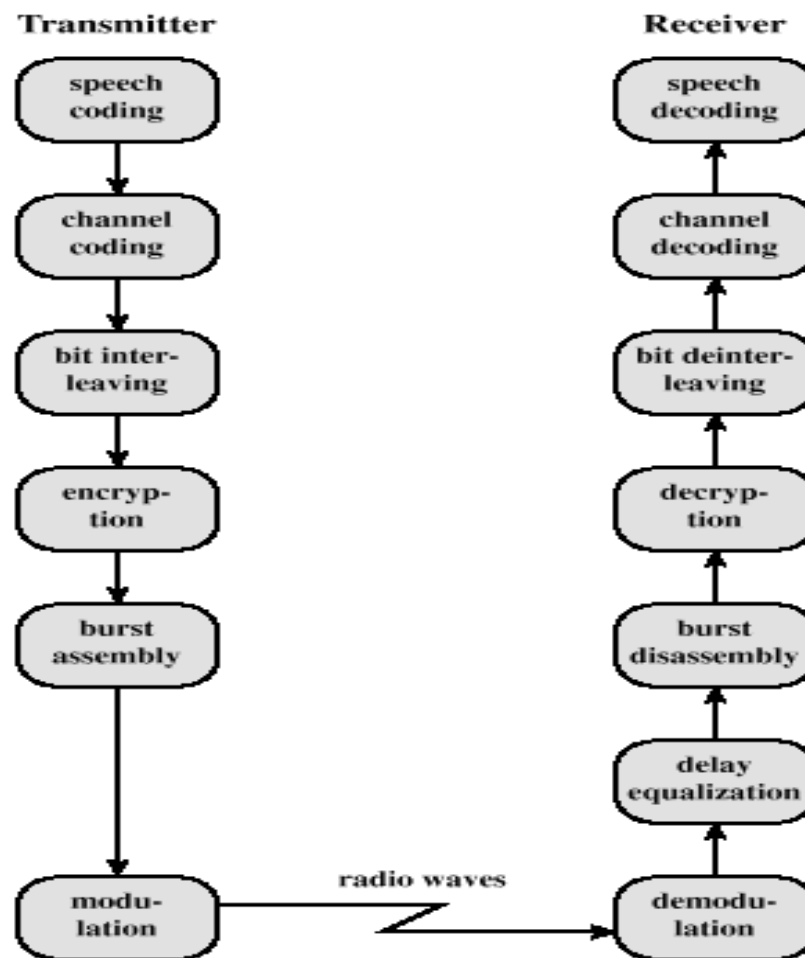 Transmitter
speech
coding
channel
coding
bit inter-
leaving
encryp-
tion
burst
assembly
modu-
lation
radio waves
Receiver
speech
decoding
channel
decoding
bit deinter-
leaving
decryp-
tion
burst
disassembly
delay
equalization
demodu-
lation